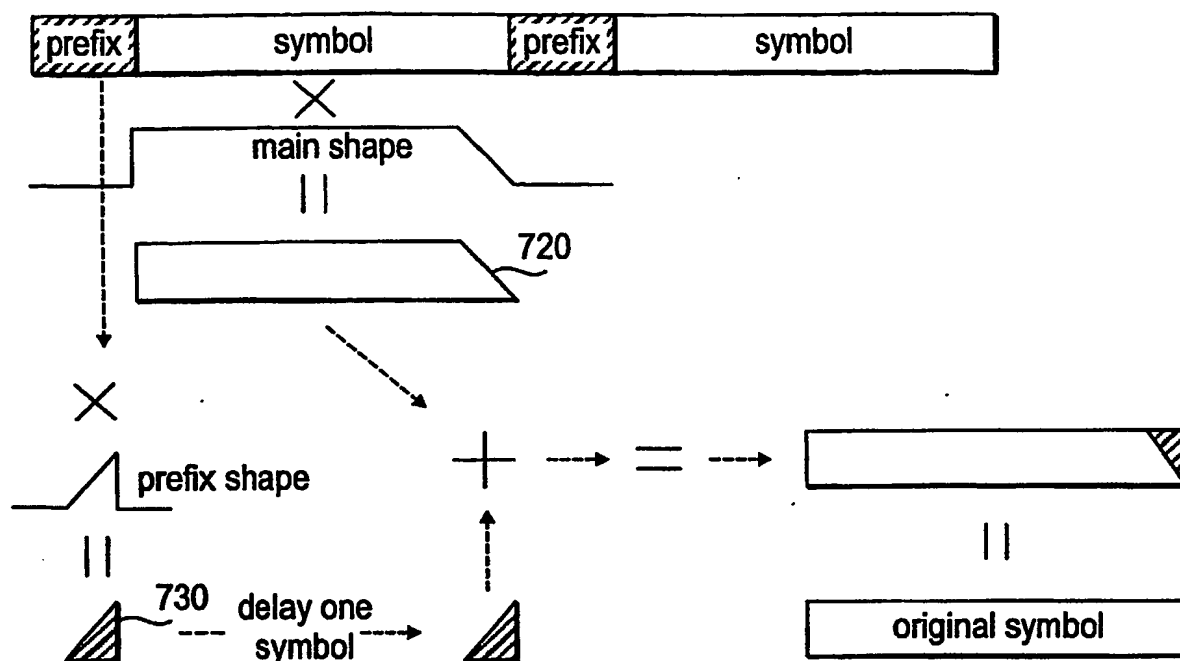 prefix symbol prefix symbol
main shape
720
prefix shape
730
delay one
symbol
original symbol